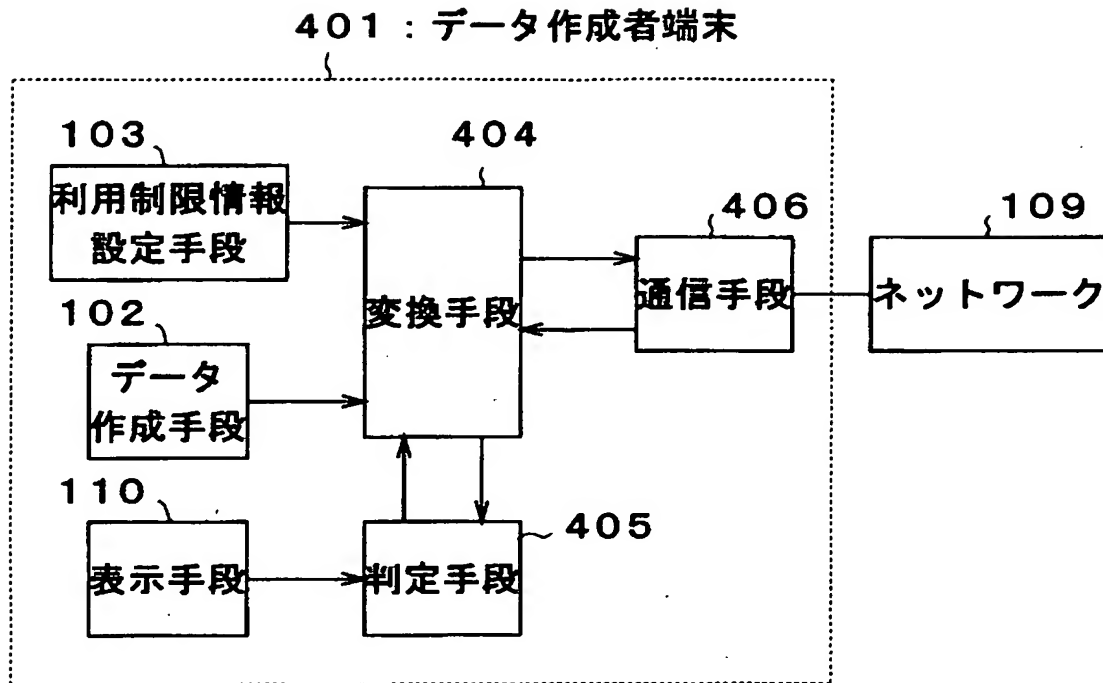 401：データ作成者端末
103
利用制限情報
設定手段
404
変換手段
406
通信手段
109
ネットワーク
102
データ
作成手段
110
表示手段
405
判定手段